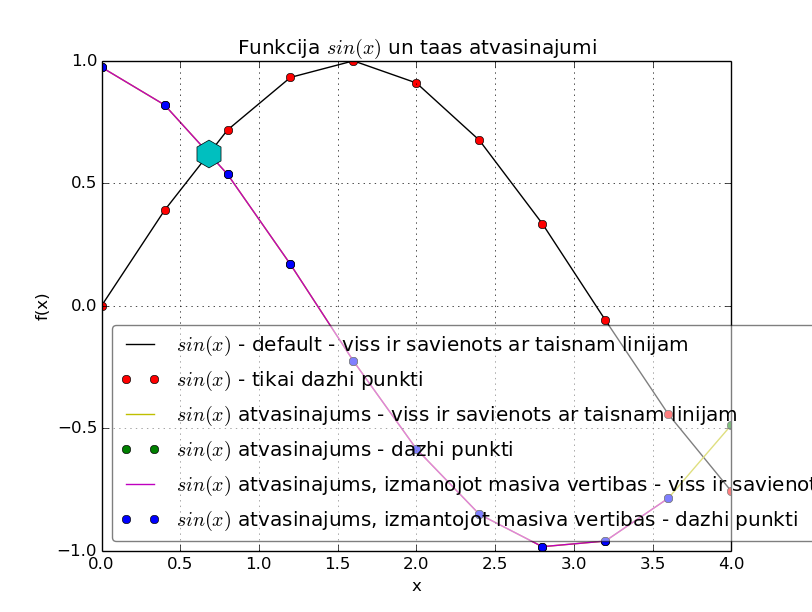 Funkcija sin(x) un taas atvasinajumi
1.0
0.5
0.0
−0.5
−1.0
f(x)
sin(x) - default - viss ir savienots ar taisnam linijam
sin(x) - tikai dazhi punkti
sin(x) atvasinajums - viss ir savienots ar taisnam linijam
sin(x) atvasinajums - dazhi punkti
sin(x) atvasinajums, izmanojot masiva vertibas - viss ir savienot
sin(x) atvasinajums, izmantojot masiva vertibas - dazhi punkti
0.0 0.5 1.0 1.5 2.0 2.5 3.0 3.5 4.0
x